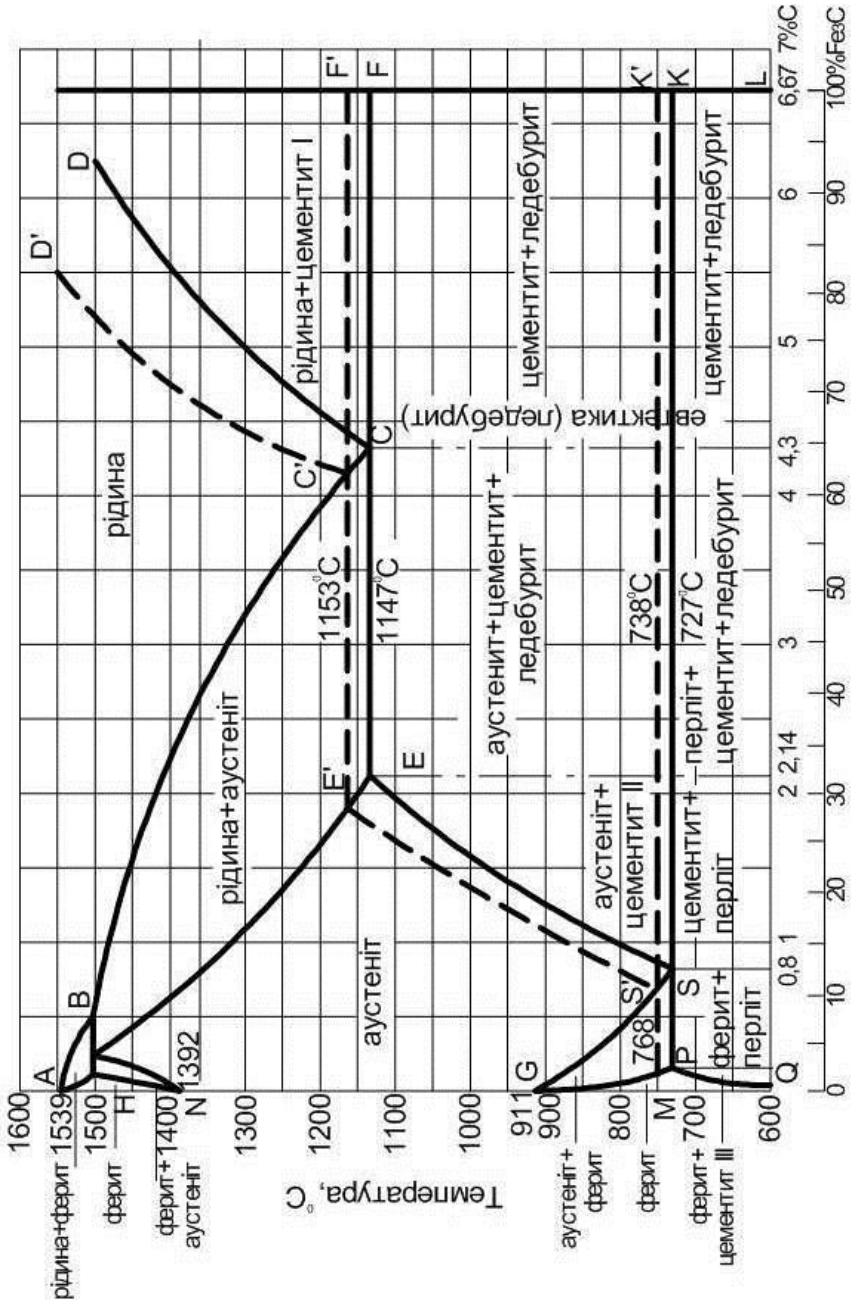 Температура, °C
1600
1539
1500
1400
1392
1300
1200
1100
1000
911
900
800
768
700
600
рідина+ферит
ферит
ферит+
аустеніт
аустеніт+
ферит
ферит
ферит+
цементит III
A
B
H
N
D'
D
рідина
рідина+аустеніт
рідина+цементит I
E'
1153°C
C'
F'
E
1147°C
C
F
аустеніт
G
аустенит+цементит+
ледебурит
евтектика (ледебурит)
цементит+ледебурит
аустеніт+
цементит II
S'
738°C
K'
M
P
S
727°C
K
ферит+
перліт
цементит+
перліт
перліт+
цементит+ледебурит
цементит+ледебурит
Q
L
0
0,8
1
2
2,14
3
4
4,3
5
6
6,67
7%C
10
20
30
40
50
60
70
80
90
100%Fe3C